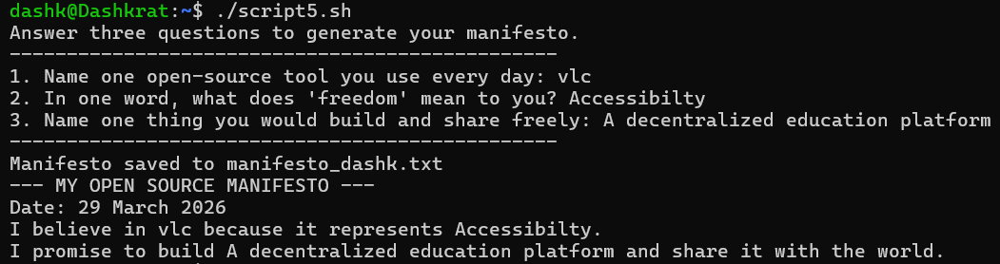 dashk@Dashkrat:~$ ./script5.sh
Answer three questions to generate your manifesto.
------------------------------------------------
1. Name one open-source tool you use every day: vlc
2. In one word, what does 'freedom' mean to you? Accessibilty
3. Name one thing you would build and share freely: A decentralized education platform
------------------------------------------------
Manifesto saved to manifesto_dashk.txt
--- MY OPEN SOURCE MANIFESTO ---
Date: 29 March 2026
I believe in vlc because it represents Accessibilty.
I promise to build A decentralized education platform and share it with the world.